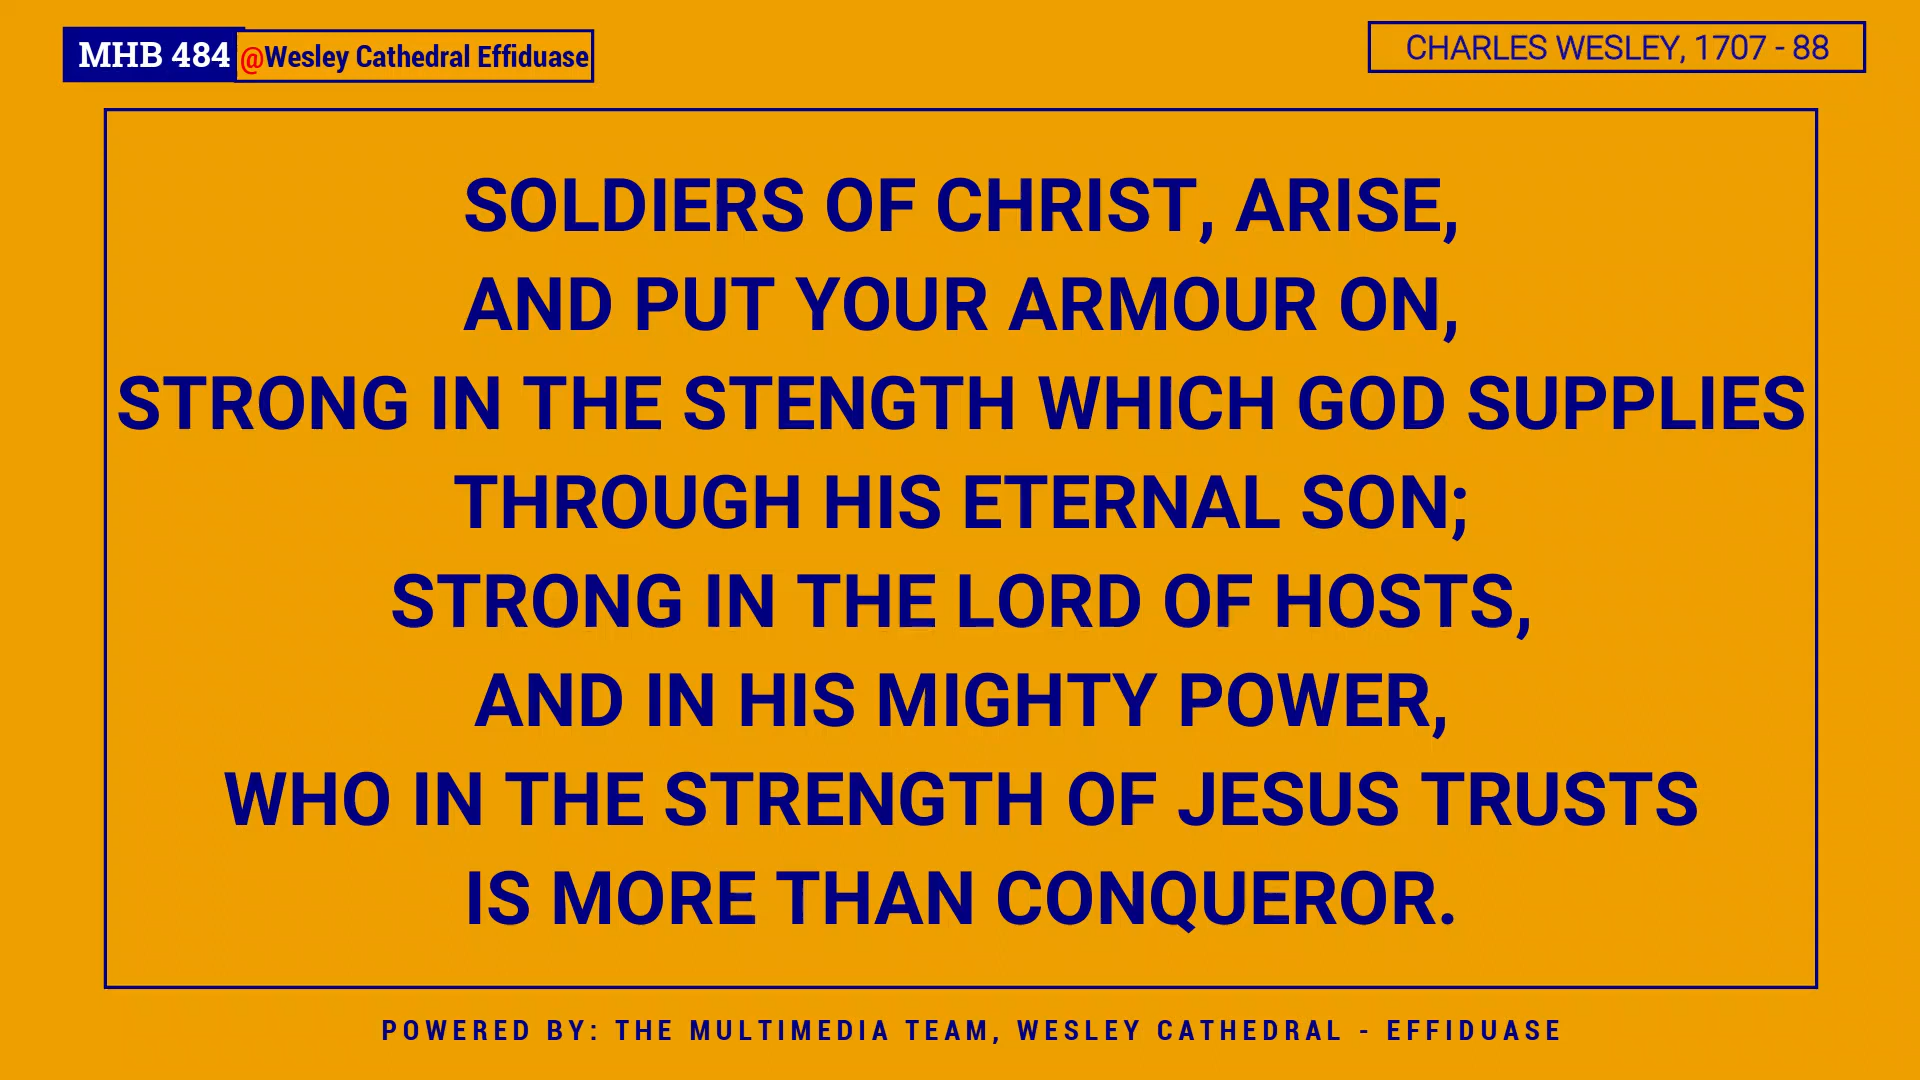 MHB 484 @Wesley Cathedral Effiduase
CHARLES WESLEY, 1707 - 88
SOLDIERS OF CHRIST, ARISE,
AND PUT YOUR ARMOUR ON,
STRONG IN THE STENGTH WHICH GOD SUPPLIES
THROUGH HIS ETERNAL SON;
STRONG IN THE LORD OF HOSTS,
AND IN HIS MIGHTY POWER,
WHO IN THE STRENGTH OF JESUS TRUSTS
IS MORE THAN CONQUEROR.
POWERED BY: THE MULTIMEDIA TEAM, WESLEY CATHEDRAL - EFFIDUASE